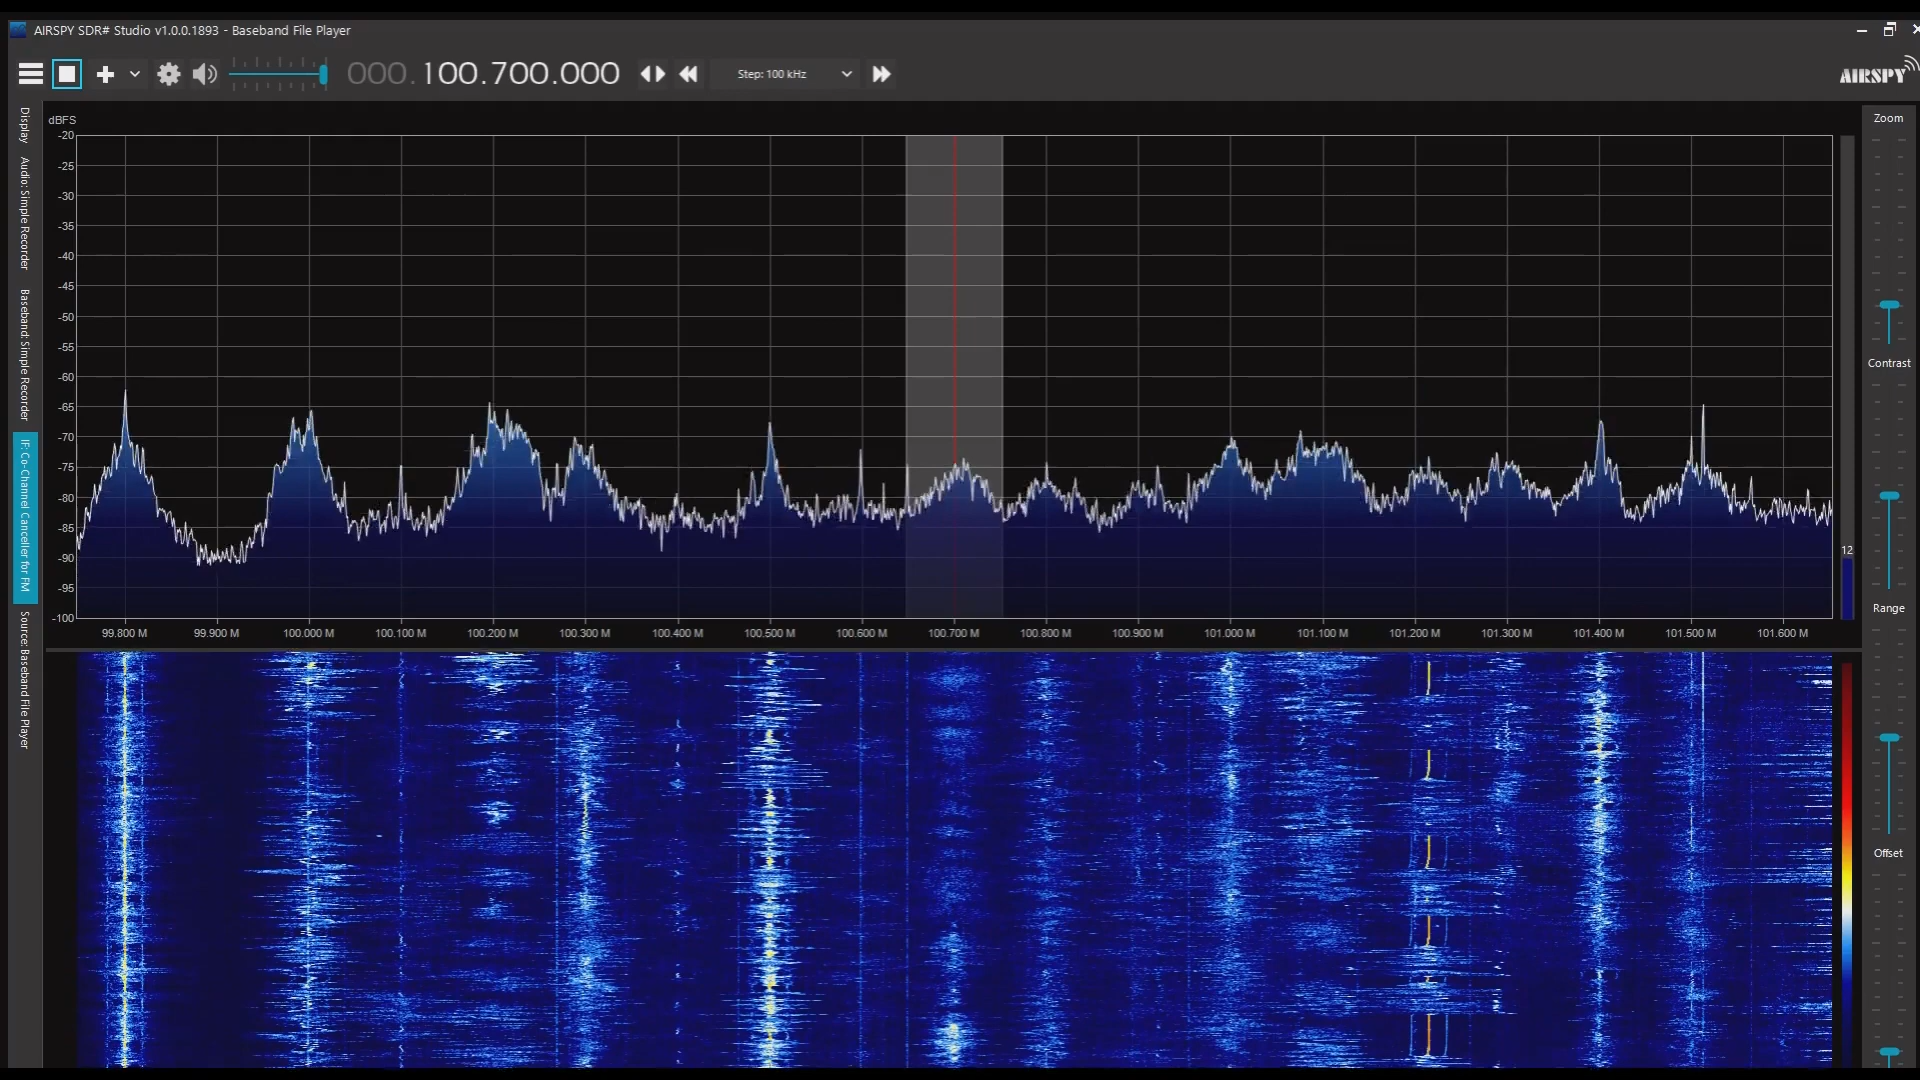 AIRSPY SDR# Studio v1.0.0.1893 - Baseband File Player
000.100.700.000
Step: 100 kHz
AIRSPY
Display
Audio: Simple Recorder
Baseband: Simple Recorder
IF: Co-Channel Canceller for FM
Source: Baseband File Player
dBFS
-20
-25
-30
-35
-40
-45
-50
-55
-60
-65
-70
-75
-80
-85
-90
-95
-100
99.800 M 99.900 M 100.000 M 100.100 M 100.200 M 100.300 M 100.400 M 100.500 M 100.600 M 100.700 M 100.800 M 100.900 M 101.000 M 101.100 M 101.200 M 101.300 M 101.400 M 101.500 M 101.600 M
12
Zoom
Contrast
Range
Offset